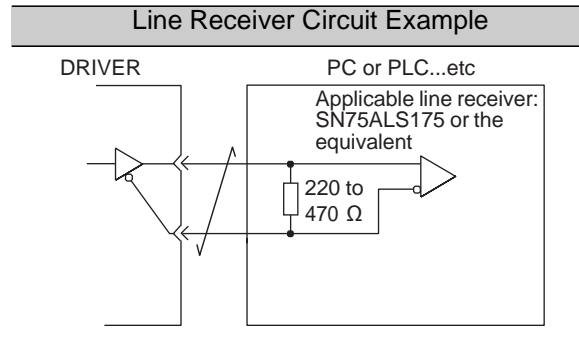 Line Receiver Circuit Example
DRIVER
PC or PLC...etc
Applicable line receiver:
SN75ALS175 or the
equivalent
220 to
470 Ω